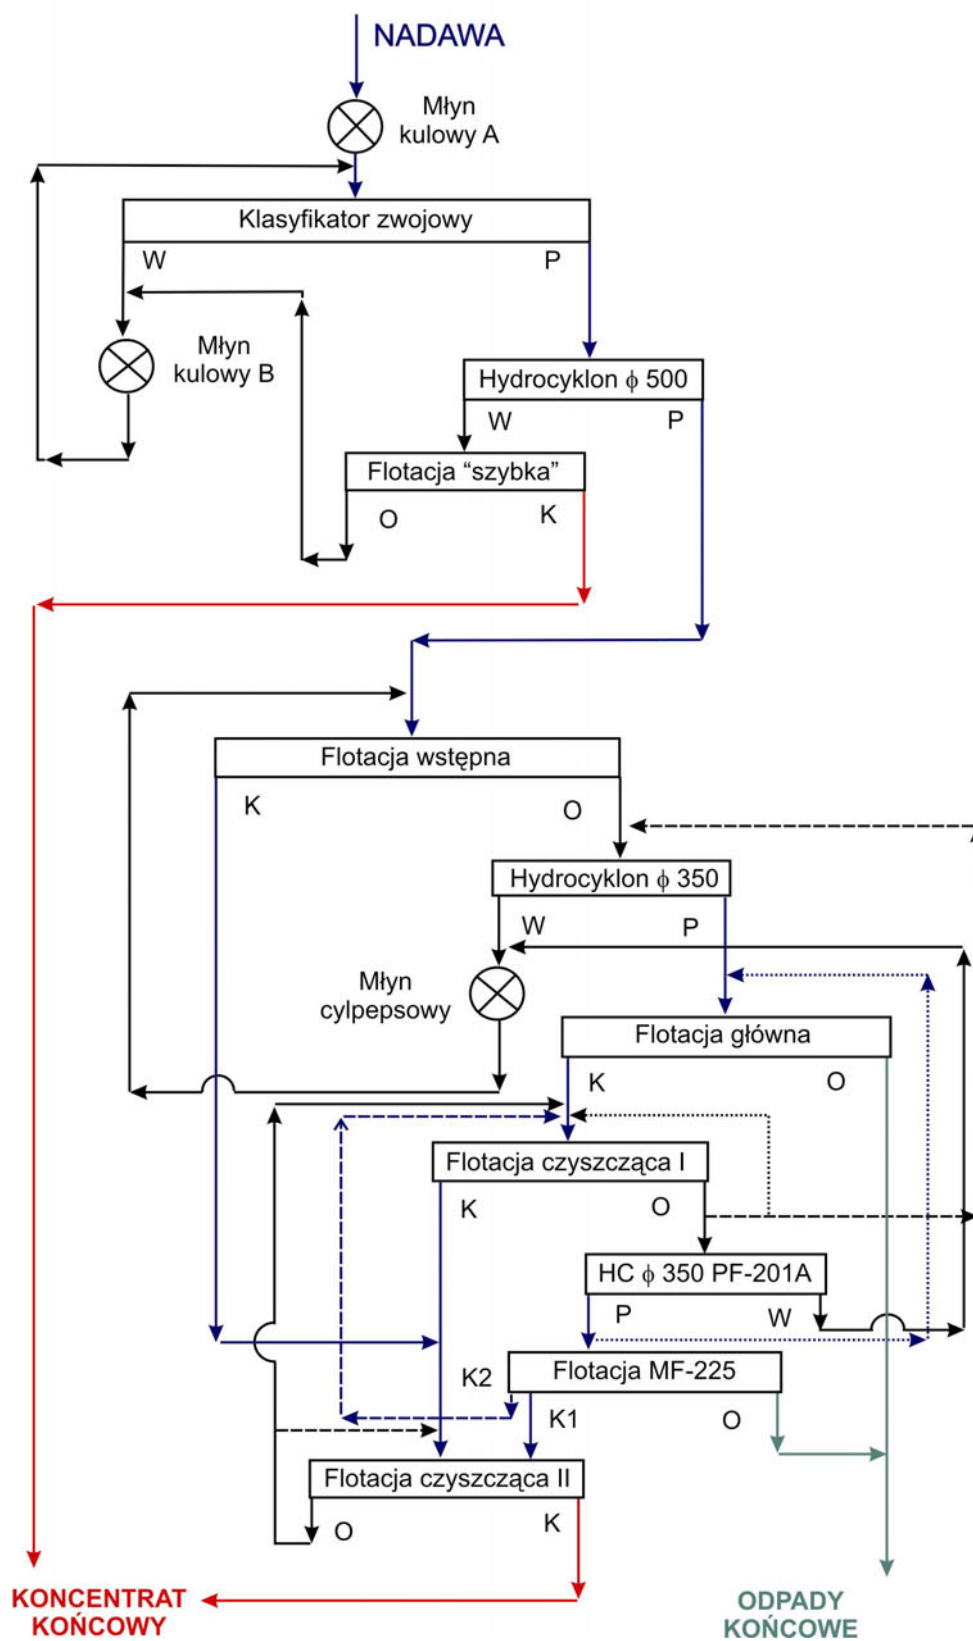 NADAWA
Młyn
kulowy A
Klasyfikator zwojowy
W
P
Młyn
kulowy B
Hydrocyklon ϕ 500
W
P
Flotacja “szybka”
O
K
Flotacja wstępna
K
O
Hydrocyklon ϕ 350
W
P
Młyn
cylpepsowy
Flotacja główna
K
O
Flotacja czyszcząca I
K
O
HC ϕ 350 PF-201A
P
W
Flotacja MF-225
K2
K1
O
Flotacja czyszcząca II
O
K
KONCENTRAT
KOŃCOWY
ODPADY
KOŃCOWE